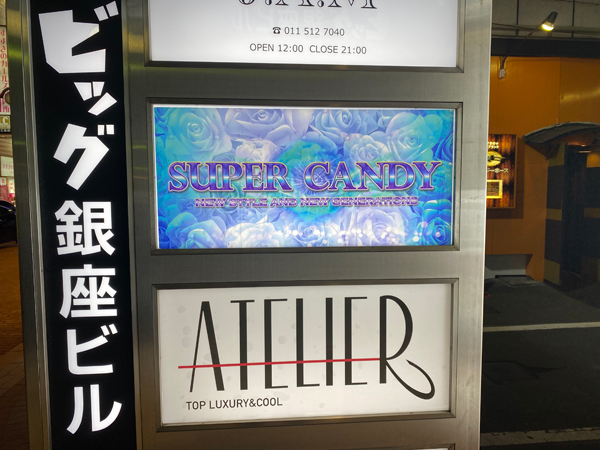 ビッグ銀座ビル
☎ 011 512 7040
OPEN 12:00 CLOSE 21:00
SUPER CANDY
NEW STYLE AND NEW GENERATIONS
ATELIER
TOP LUXURY&COOL